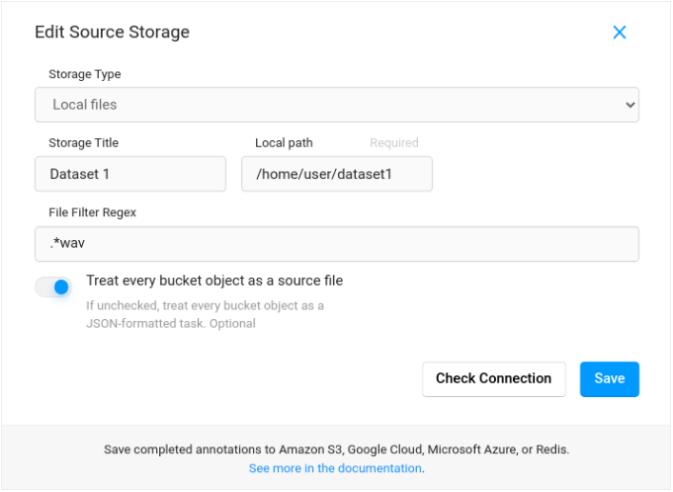 Edit Source Storage
Storage Type
Local files
Storage Title
Local path Required
Dataset 1
/home/user/dataset1
File Filter Regex
.*wav
Treat every bucket object as a source file
If unchecked, treat every bucket object as a
JSON-formatted task. Optional
Check Connection
Save
Save completed annotations to Amazon S3, Google Cloud, Microsoft Azure, or Redis.
See more in the documentation.